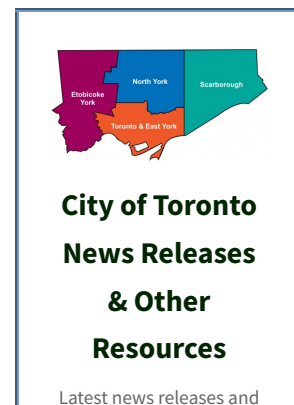 North York
Scarborough
Etobicoke
York
Toronto & East York
City of Toronto
News Releases
& Other
Resources
Latest news releases and